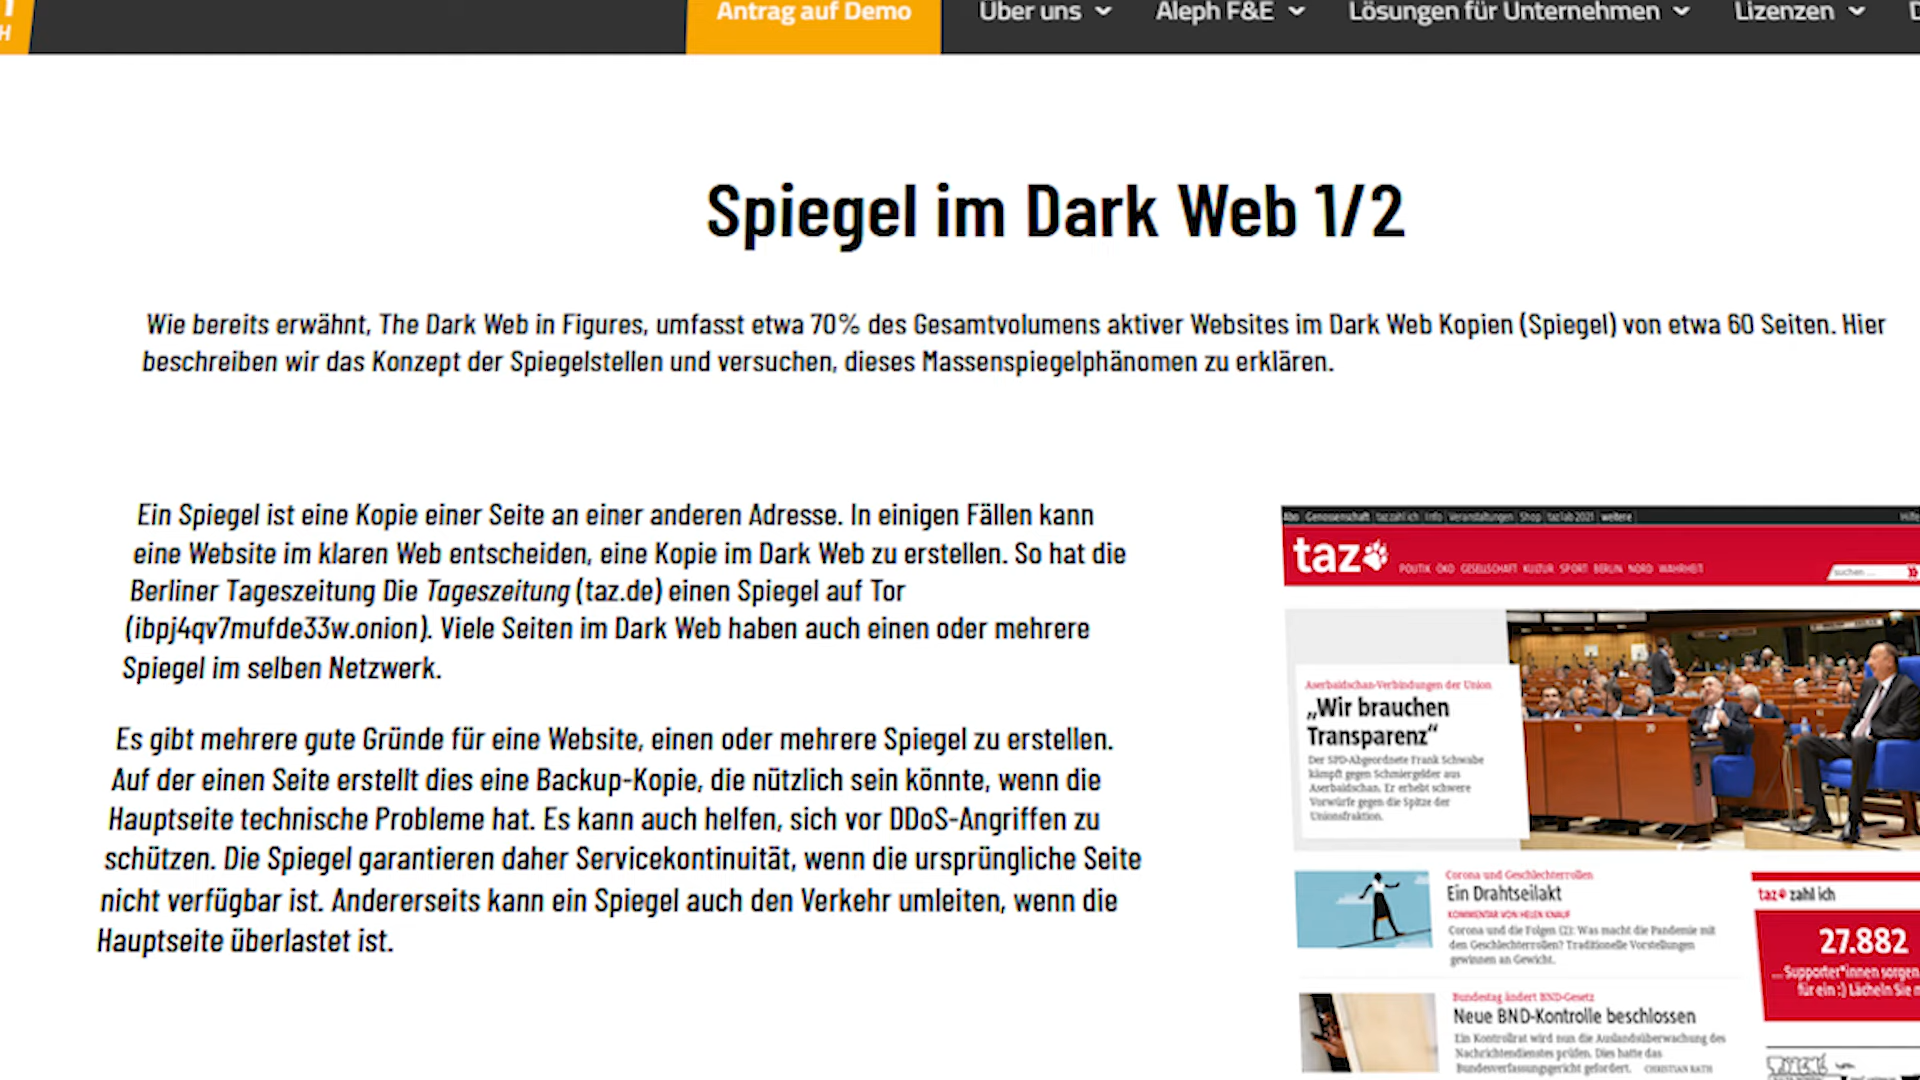 Antrag auf Demo
Über uns
Aleph F&E
Lösungen für Unternehmen
Lizenzen
Spiegel im Dark Web 1/2
Wie bereits erwähnt, The Dark Web in Figures, umfasst etwa 70% des Gesamtvolumens aktiver Websites im Dark Web Kopien (Spiegel) von etwa 60 Seiten. Hier
beschreiben wir das Konzept der Spiegelstellen und versuchen, dieses Massenspiegelphänomen zu erklären.
Ein Spiegel ist eine Kopie einer Seite an einer anderen Adresse. In einigen Fällen kann
eine Website im klaren Web entscheiden, eine Kopie im Dark Web zu erstellen. So hat die
Berliner Tageszeitung Die Tageszeitung (taz.de) einen Spiegel auf Tor
(ibpj4qv7mufde33w.onion). Viele Seiten im Dark Web haben auch einen oder mehrere
Spiegel im selben Netzwerk.
Es gibt mehrere gute Gründe für eine Website, einen oder mehrere Spiegel zu erstellen.
Auf der einen Seite erstellt dies eine Backup-Kopie, die nützlich sein könnte, wenn die
Hauptseite technische Probleme hat. Es kann auch helfen, sich vor DDoS-Angriffen zu
schützen. Die Spiegel garantieren daher Servicekontinuität, wenn die ursprüngliche Seite
nicht verfügbar ist. Andererseits kann ein Spiegel auch den Verkehr umleiten, wenn die
Hauptseite überlastet ist.
Abo Genossenschaft taz zahl ich Info Veranstaltungen Shop taz lab 2021 weitere Hilfe
taz
POLITIK ÖKO GESELLSCHAFT KULTUR SPORT BERLIN NORD WAHRHEIT
suchen ...
Aserbaidschan-Verbindungen der Union
„Wir brauchen
Transparenz“
Der SPD-Abgeordnete Frank Schwabe
kämpft gegen Schmiergelder aus
Aserbaidschan. Er erhebt schwere
Vorwürfe gegen die Spitze der
Unionsfraktion.
Corona und Geschlechterrollen
Ein Drahtseilakt
KOMMENTAR VON HELEN KNAUF
Corona und die Folgen (2): Was macht die Pandemie mit
den Geschlechterrollen? Traditionelle Vorstellungen
gewinnen an Gewicht.
taz zahl ich
27.882
... Supporter*innen sorgen
für ein :) Lächeln Sie
Bundestag ändert BND-Gesetz
Neue BND-Kontrolle beschlossen
Ein Kontrollrat wird nun die Auslandsüberwachung des
Nachrichtendienstes prüfen. Dies hatte das
Bundesverfassungsgericht gefordert. CHRISTIAN RATH